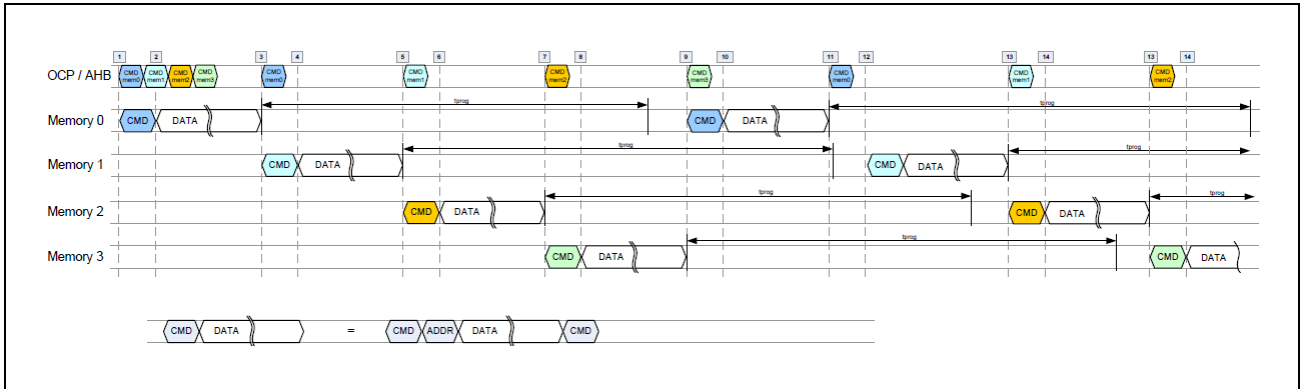 1 2 3 4 5 6 7 8 9 10 11 12 13 14 13 14
OCP / AHB CMD mem0 CMD mem1 CMD mem2 CMD mem3 CMD mem0 CMD mem1 CMD mem2 CMD mem3 CMD mem0 CMD mem1 CMD mem2
tprog tprog
Memory 0 CMD DATA CMD DATA
tprog tprog
Memory 1 CMD DATA CMD DATA
tprog tprog
Memory 2 CMD DATA CMD DATA
tprog
Memory 3 CMD DATA CMD DATA
CMD DATA = CMD ADDR DATA CMD